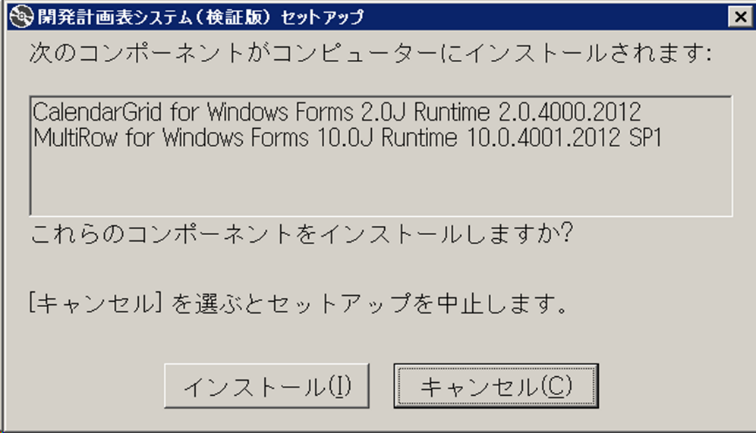 開発計画表システム(検証版) セットアップ
次のコンポーネントがコンピューターにインストールされます:
CalendarGrid for Windows Forms 2.0J Runtime 2.0.4000.2012
MultiRow for Windows Forms 10.0J Runtime 10.0.4001.2012 SP1
これらのコンポーネントをインストールしますか?
[キャンセル] を選ぶとセットアップを中止します。
インストール(I)
キャンセル(C)